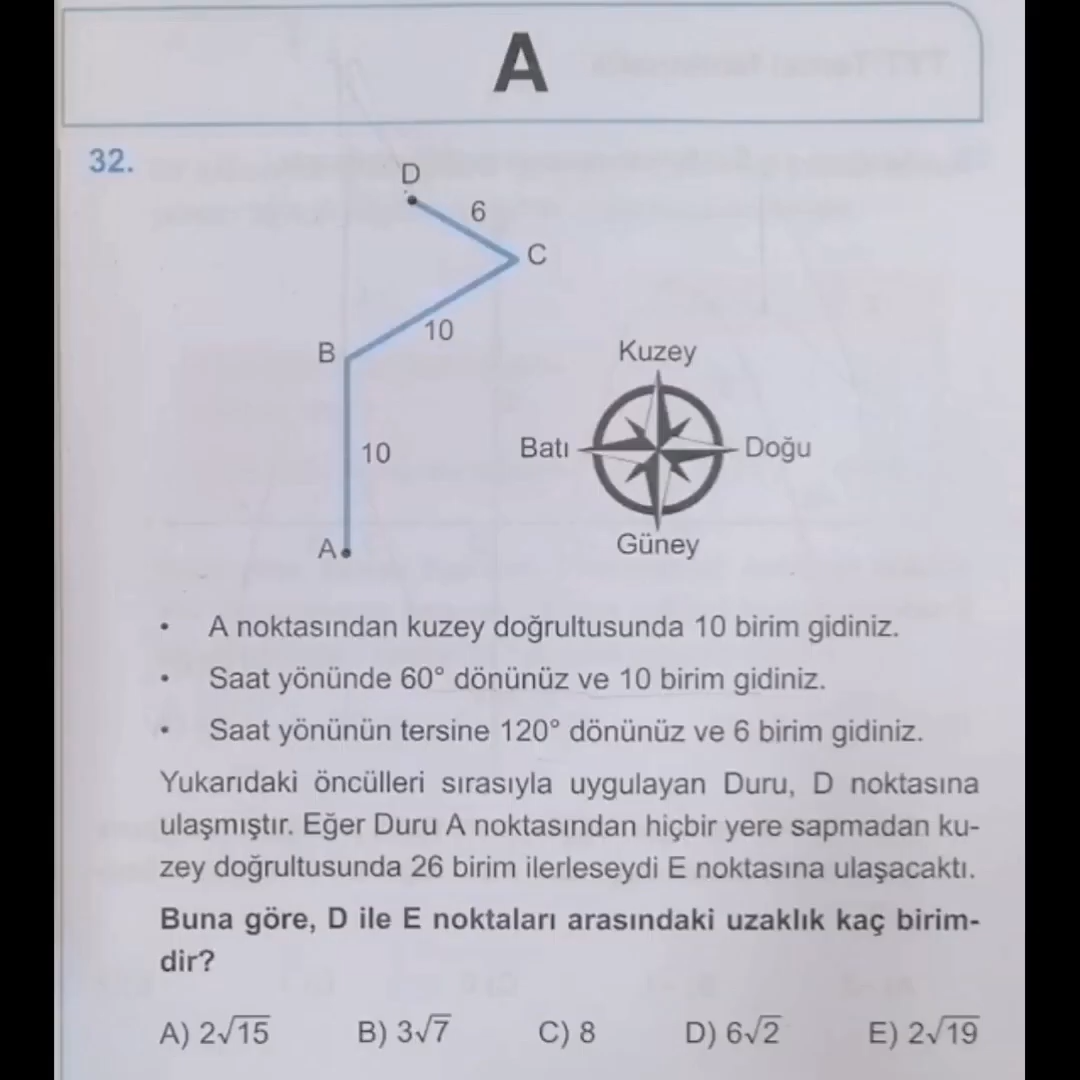 A
32.
D
6
C
B
10
Kuzey
10
Batı
Doğu
A
Güney
• A noktasından kuzey doğrultusunda 10 birim gidiniz.
• Saat yönünde 60° dönünüz ve 10 birim gidiniz.
• Saat yönünün tersine 120° dönünüz ve 6 birim gidiniz.
Yukarıdaki öncülleri sırasıyla uygulayan Duru, D noktasına
ulaşmıştır. Eğer Duru A noktasından hiçbir yere sapmadan ku-
zey doğrultusunda 26 birim ilerleseydi E noktasına ulaşacaktı.
Buna göre, D ile E noktaları arasındaki uzaklık kaç birim-
dir?
A) 2√15 B) 3√7 C) 8 D) 6√2 E) 2√19